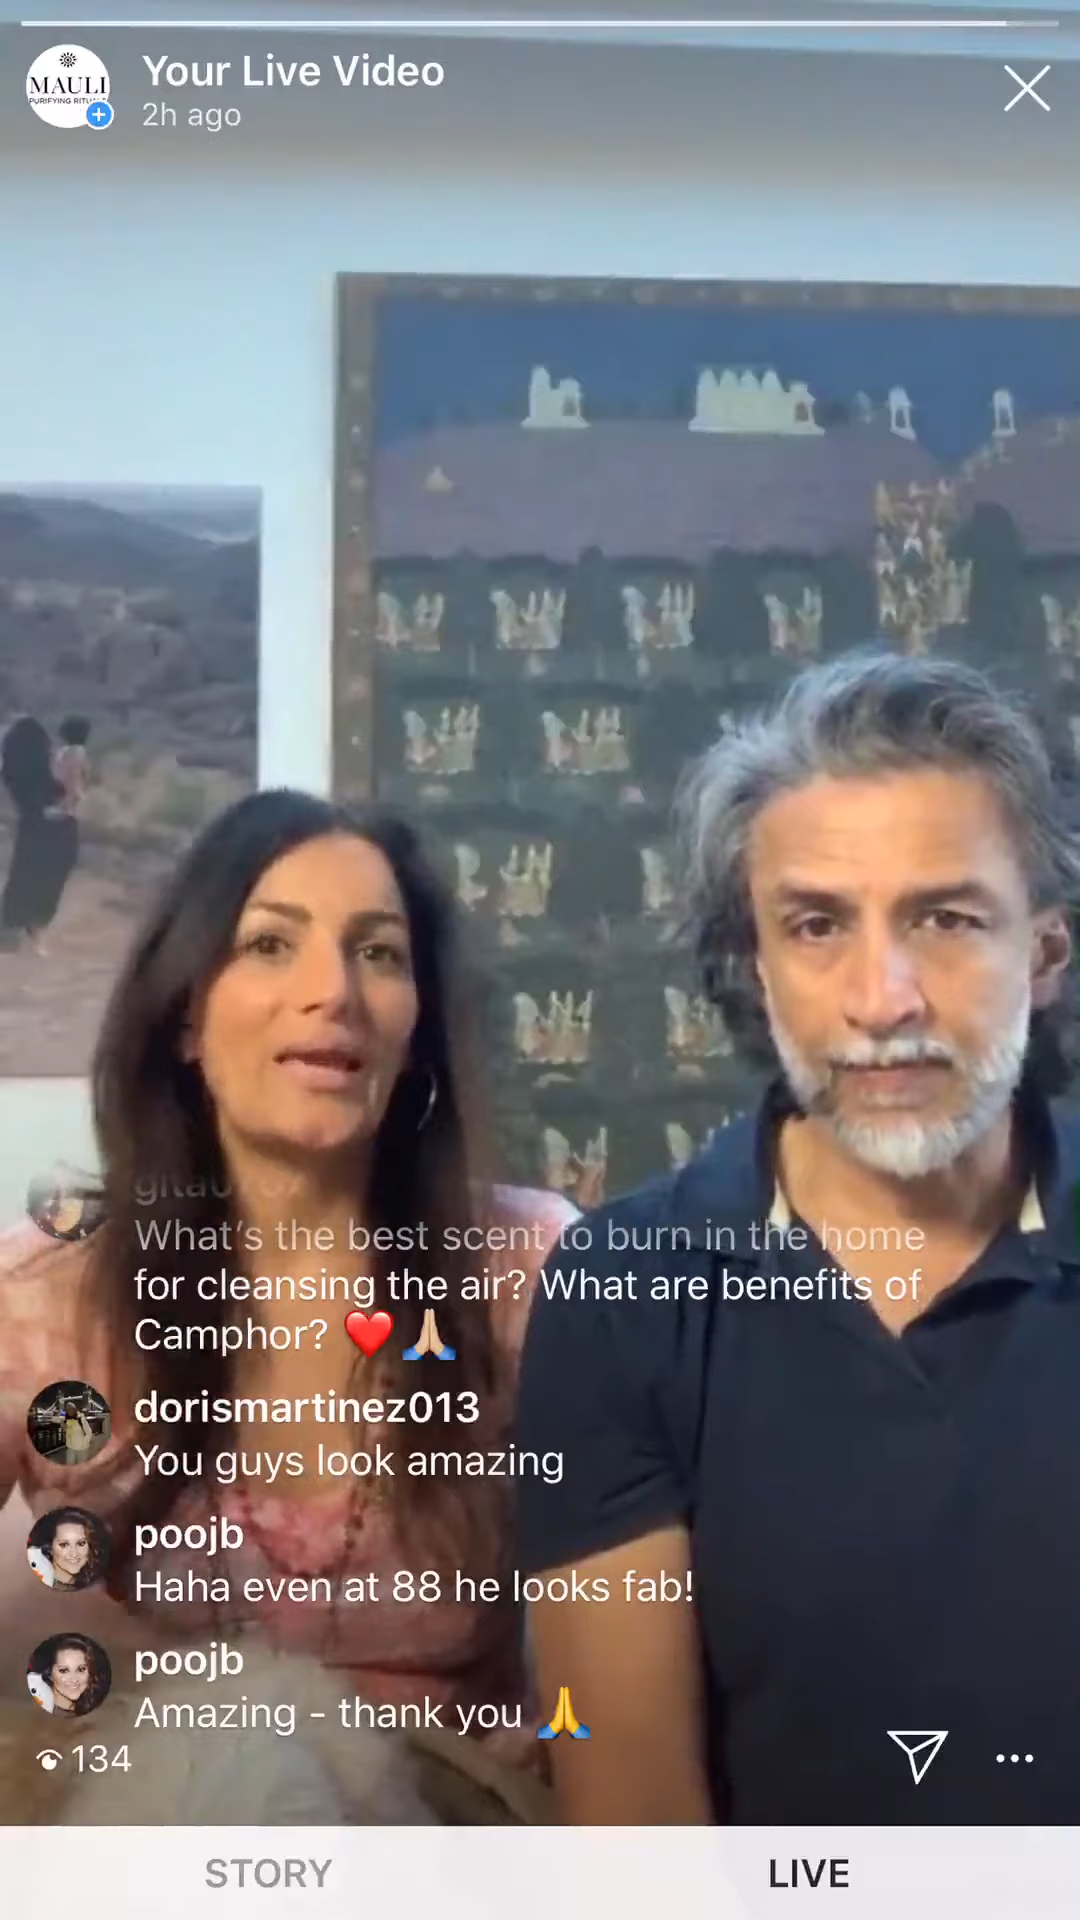 MAULI
PURIFYING RITUALS
Your Live Video
2h ago
What's the best scent to burn in the home
for cleansing the air? What are benefits of
Camphor? ❤️ 🙏🏼
dorismartinez013
You guys look amazing
poojb
Haha even at 88 he looks fab!
poojb
Amazing - thank you 🙏
134
STORY
LIVE